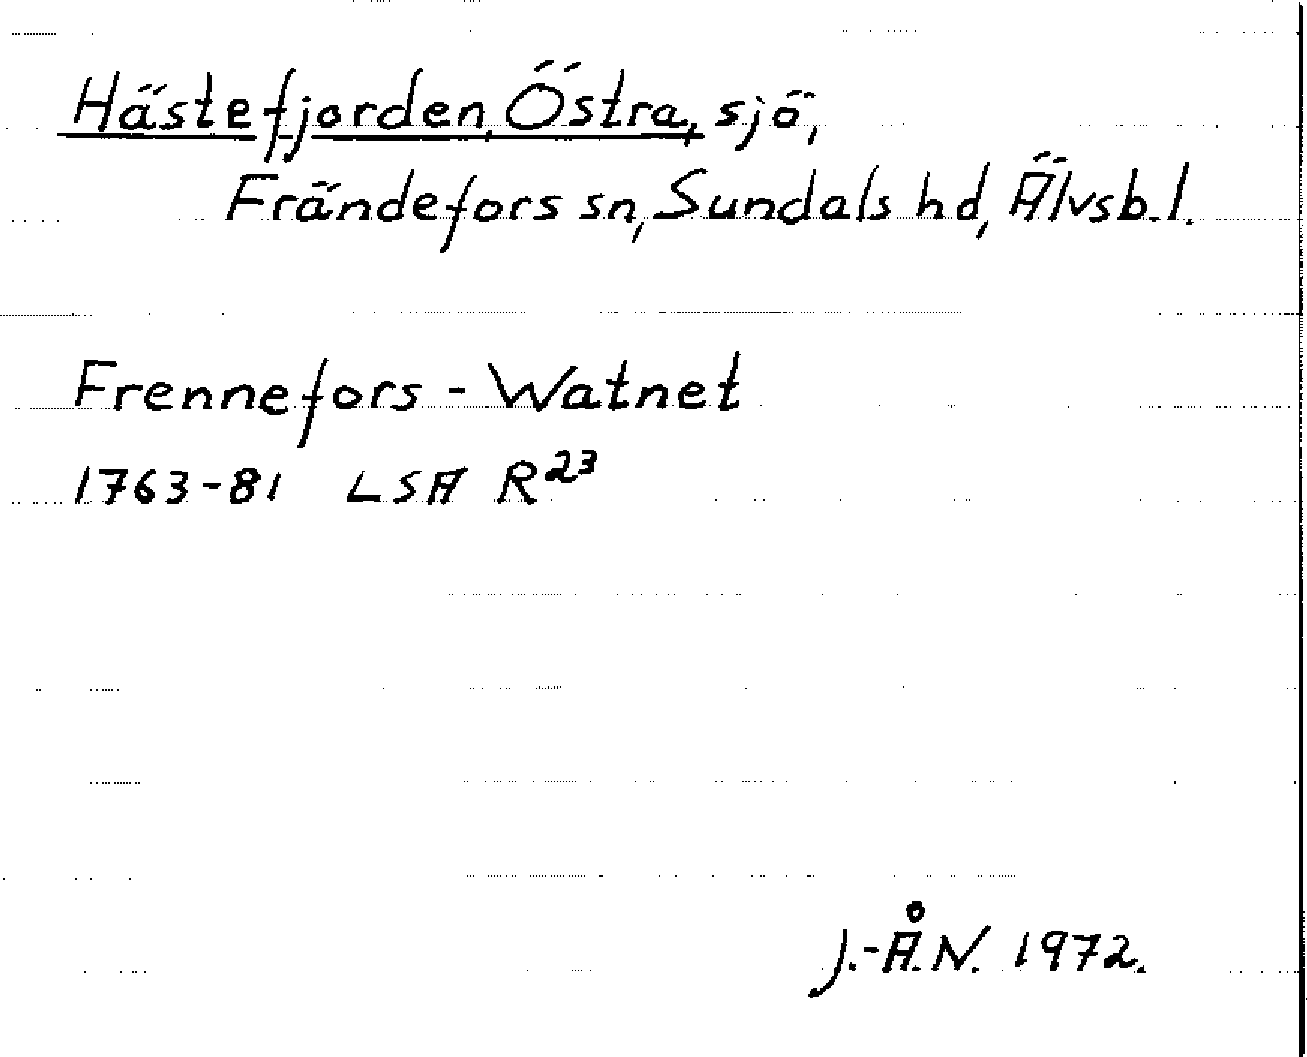 Hästefjorden, Östra, sjö,
Frändefors sn, Sundals hd, Älvsb. l.
Frennefors - Watnet
1763-81 LSA R²³
J.-Å.N. 1972.